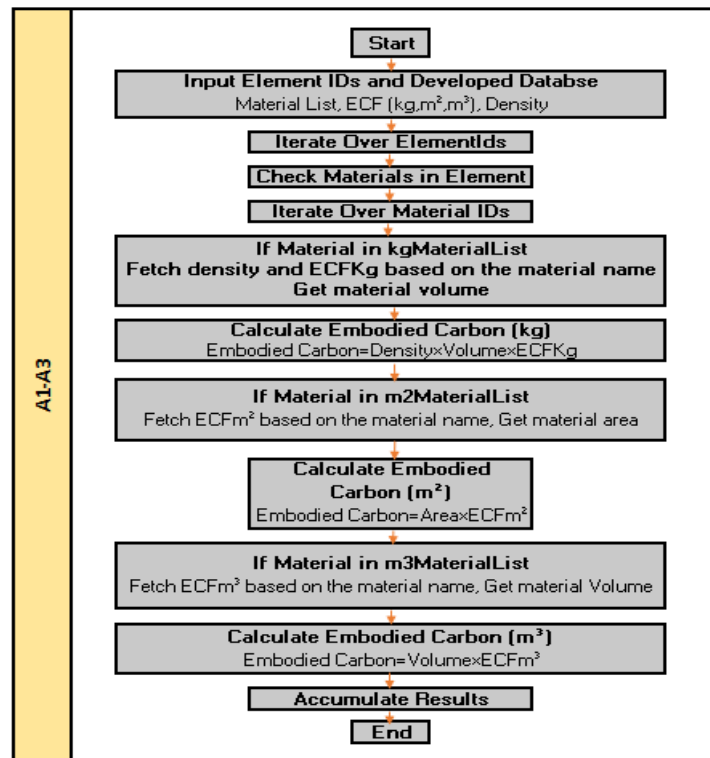 A1-A3
Start
Input Element IDs and Developed Databse
Material List, ECF (kg,m²,m³), Density
Iterate Over ElementIds
Check Materials in Element
Iterate Over Material IDs
If Material in kgMaterialList
Fetch density and ECFKg based on the material name
Get material volume
Calculate Embodied Carbon (kg)
Embodied Carbon=Density×Volume×ECFKg
If Material in m2MaterialList
Fetch ECFm² based on the material name, Get material area
Calculate Embodied
Carbon (m²)
Embodied Carbon=Area×ECFm²
If Material in m3MaterialList
Fetch ECFm³ based on the material name, Get material Volume
Calculate Embodied Carbon (m³)
Embodied Carbon=Volume×ECFm³
Accumulate Results
End